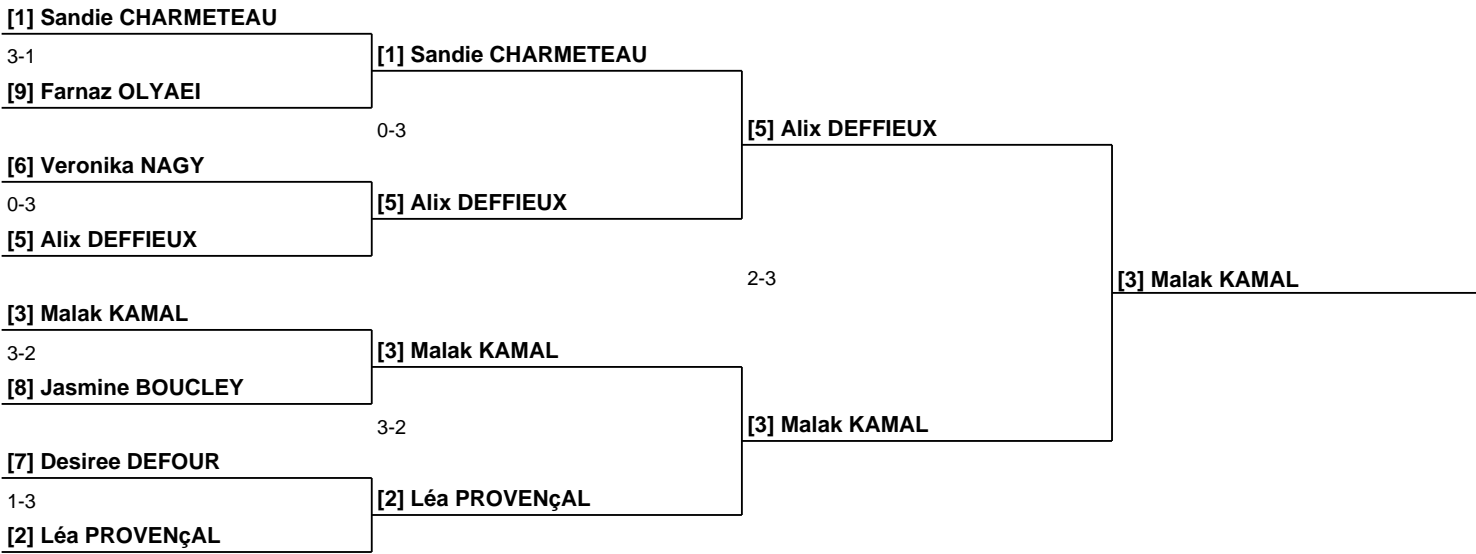 [1] Sandie CHARMETEAU
3-1
[1] Sandie CHARMETEAU
[9] Farnaz OLYAEI
0-3
[5] Alix DEFFIEUX
[6] Veronika NAGY
0-3
[5] Alix DEFFIEUX
[5] Alix DEFFIEUX
2-3
[3] Malak KAMAL
[3] Malak KAMAL
3-2
[3] Malak KAMAL
[8] Jasmine BOUCLEY
3-2
[3] Malak KAMAL
[7] Desiree DEFOUR
1-3
[2] Léa PROVENçAL
[2] Léa PROVENçAL